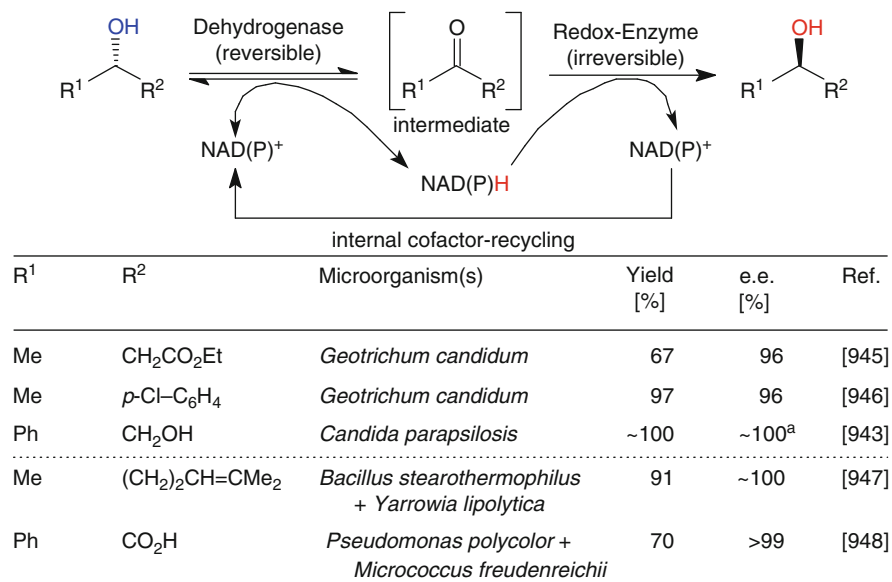 OH
Dehydrogenase
(reversible)
O
Redox-Enzyme
(irreversible)
OH
R¹ R²
R¹ R²
R¹ R²
intermediate
NAD(P)⁺
NAD(P)H
NAD(P)⁺
internal cofactor-recycling
R¹ R² Microorganism(s) Yield [%] e.e. [%] Ref.
Me CH₂CO₂Et Geotrichum candidum 67 96 [945]
Me p-Cl–C₆H₄ Geotrichum candidum 97 96 [946]
Ph CH₂OH Candida parapsilosis ~100 ~100ᵃ [943]
Me (CH₂)₂CH=CMe₂ Bacillus stearothermophilus 91 ~100 [947]
+ Yarrowia lipolytica
Ph CO₂H Pseudomonas polycolor + 70 >99 [948]
Micrococcus freudenreichii